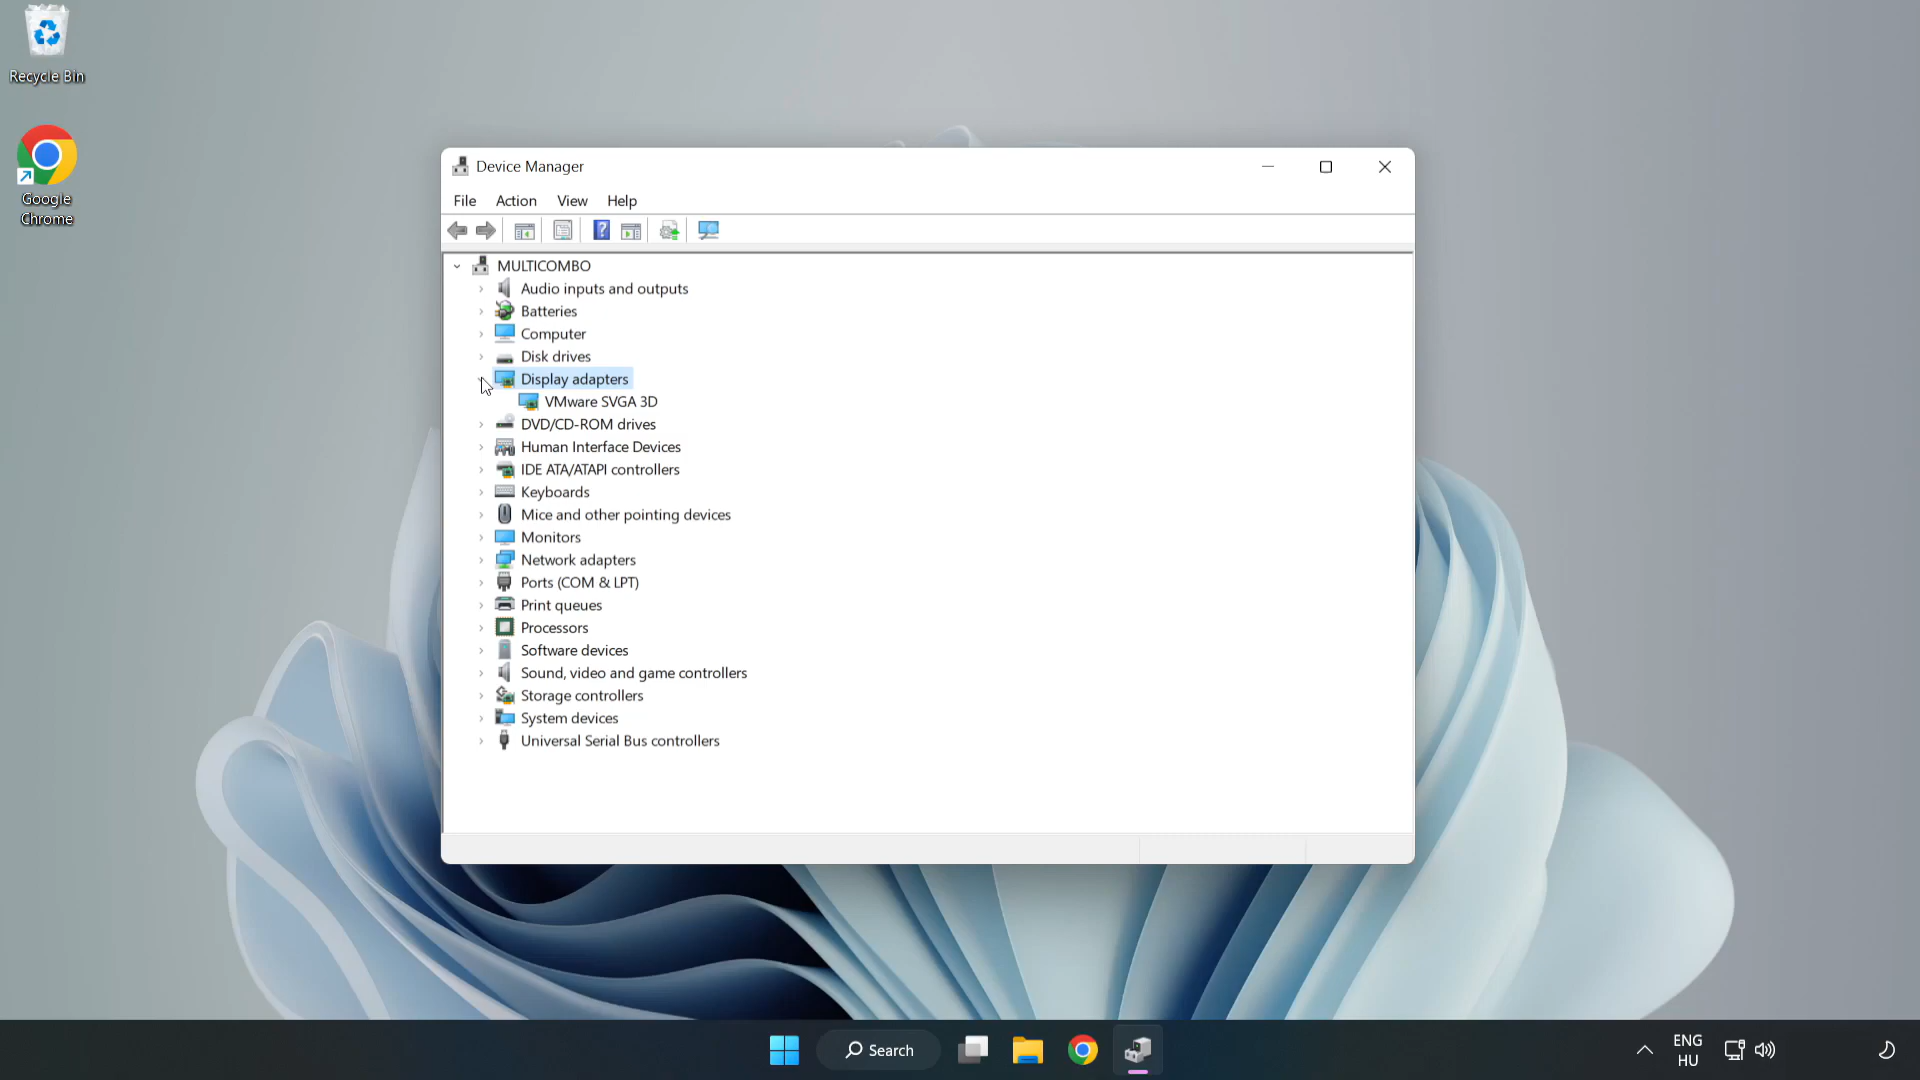 Recycle Bin
Google
Chrome
Device Manager
File Action View Help
?
MULTICOMBO
Audio inputs and outputs
Batteries
Computer
Disk drives
Display adapters
VMware SVGA 3D
DVD/CD-ROM drives
Human Interface Devices
IDE ATA/ATAPI controllers
Keyboards
Mice and other pointing devices
Monitors
Network adapters
Ports (COM & LPT)
Print queues
Processors
Software devices
Sound, video and game controllers
Storage controllers
System devices
Universal Serial Bus controllers
Search
ENG
HU